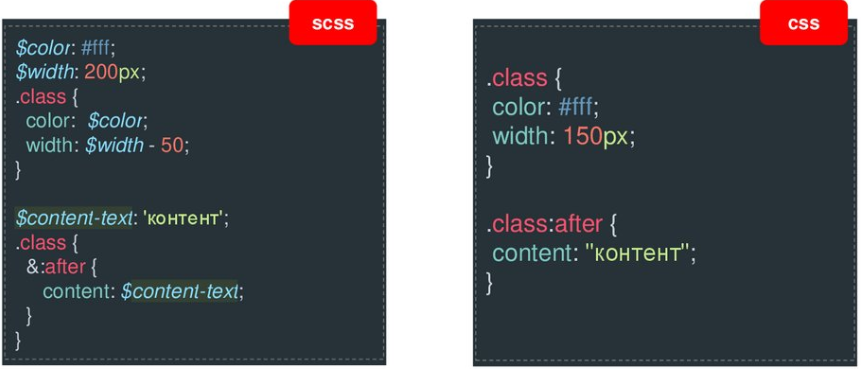 scss
$color: #fff;
$width: 200px;
.class {
color: $color;
width: $width - 50;
}
$content-text: 'контент';
.class {
&:after {
content: $content-text;
}
}
css
.class {
color: #fff;
width: 150px;
}
.class:after {
content: "контент";
}